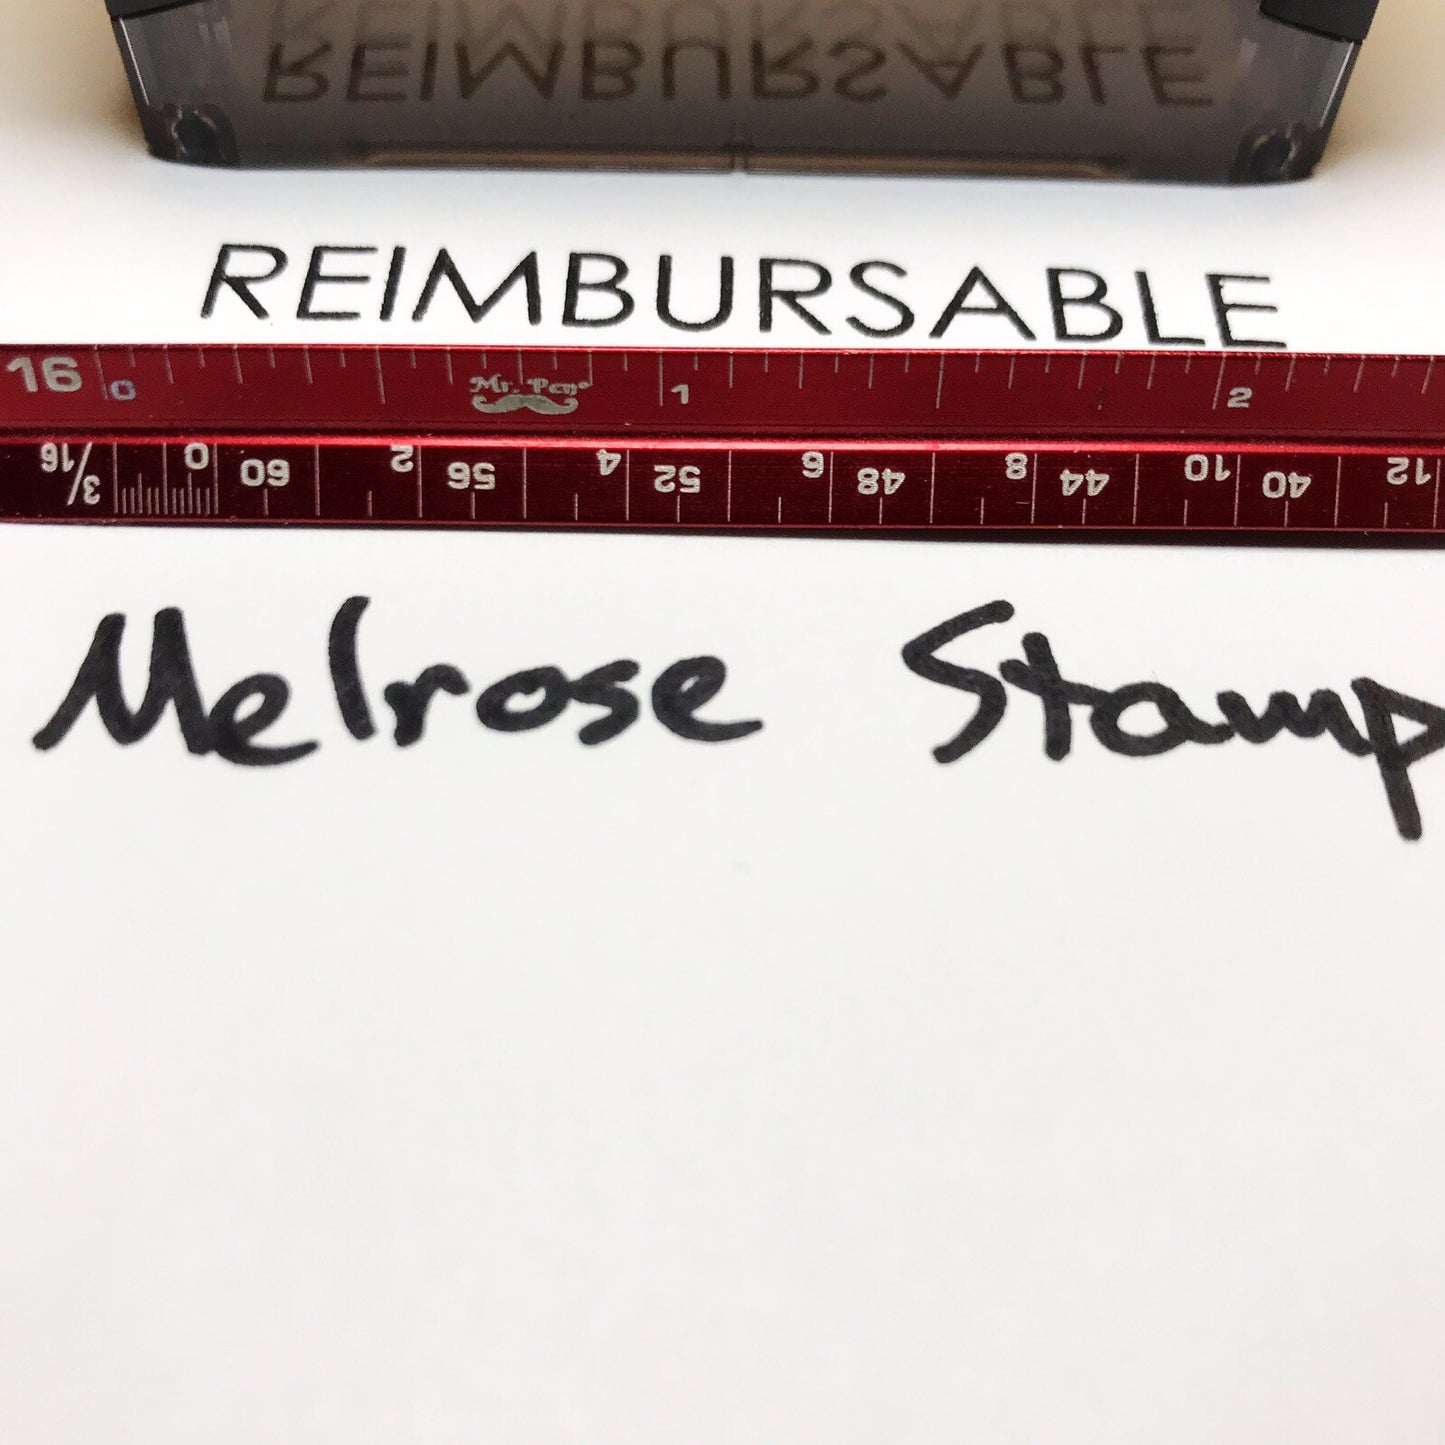 REIMBURSABLE
REIMBURSABLE
16 0 Mr. Pen® 1 2
3/16 0 60 2 56 4 52 6 48 8 44 10 40 12
Melrose Stamp